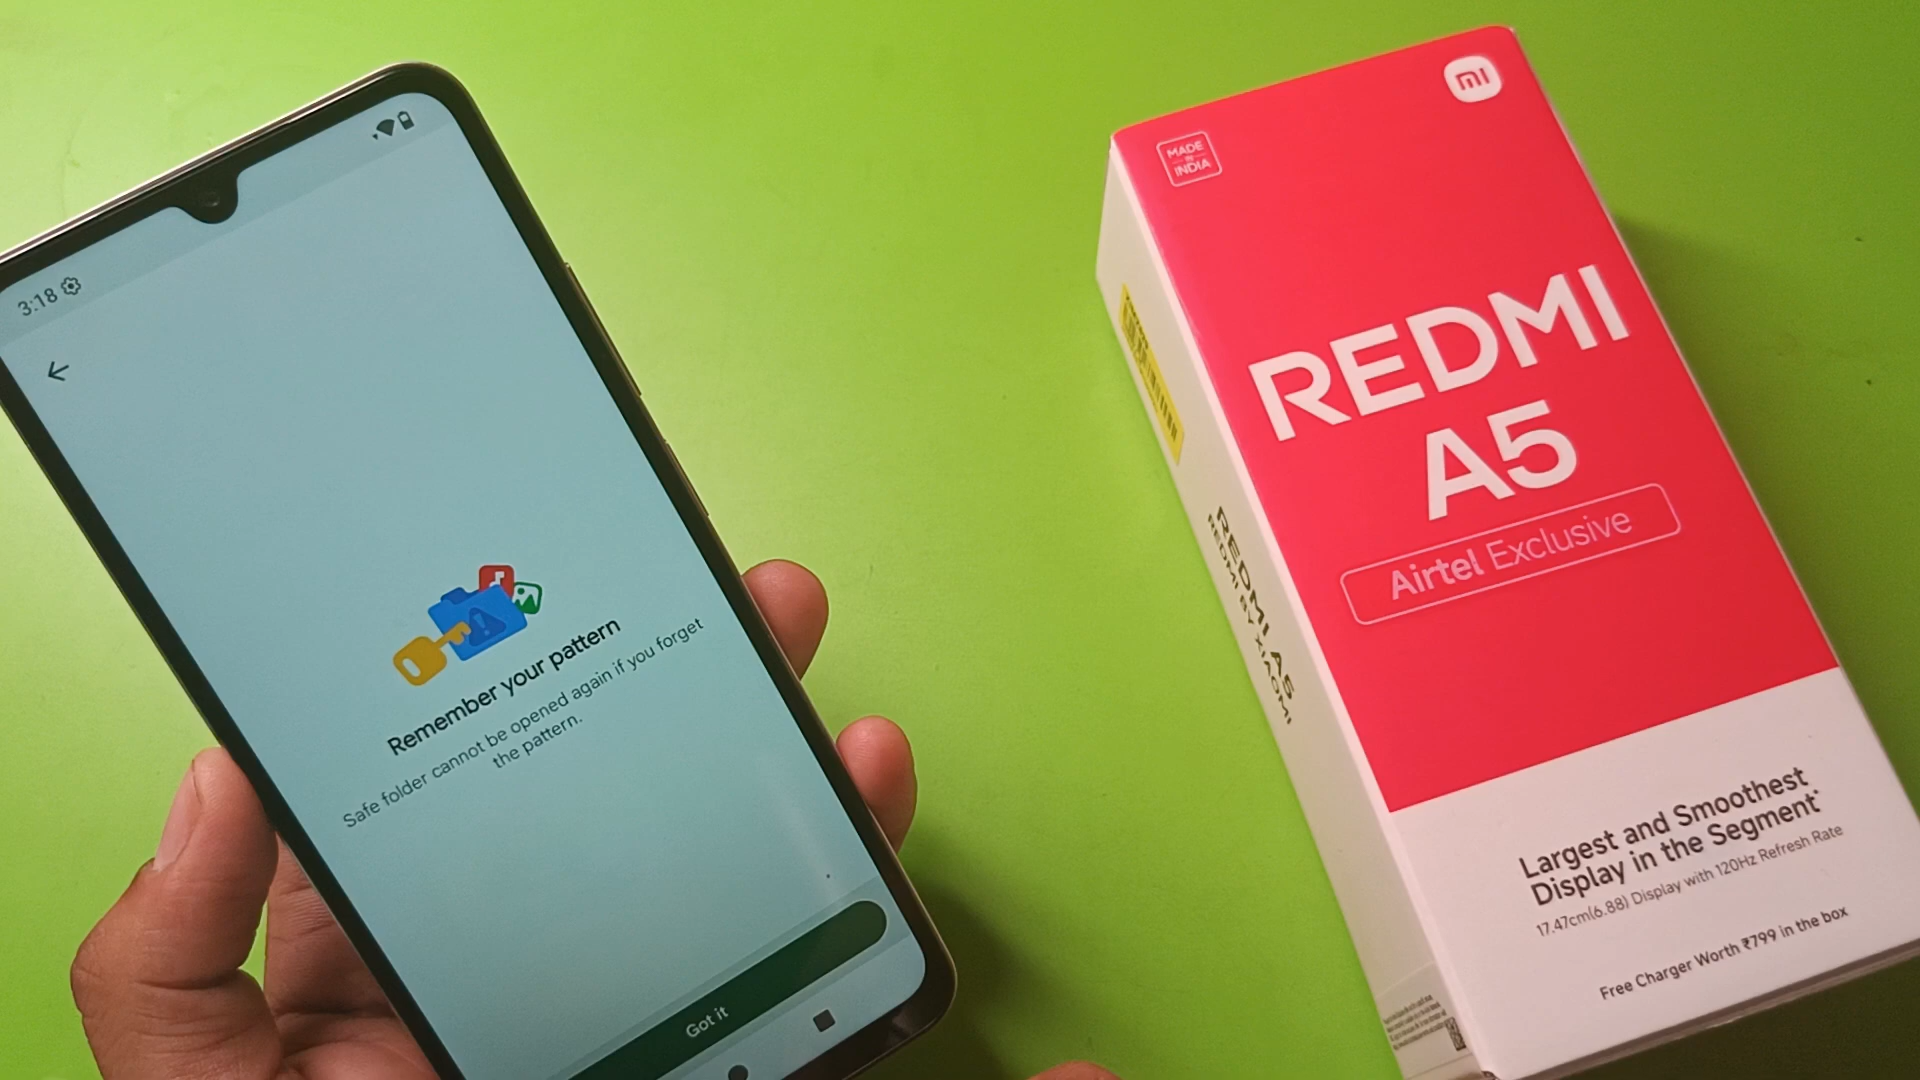 3:18
Remember your pattern
Safe folder cannot be opened again if you forget
the pattern.
Got it
mi
MADE
IN
INDIA
REDMI
A5
Airtel Exclusive
Largest and Smoothest
Display in the Segment*
17.47cm(6.88) Display with 120Hz Refresh Rate
Free Charger Worth ₹799 in the box
REDMI A5
REDMI BY XIAOMI